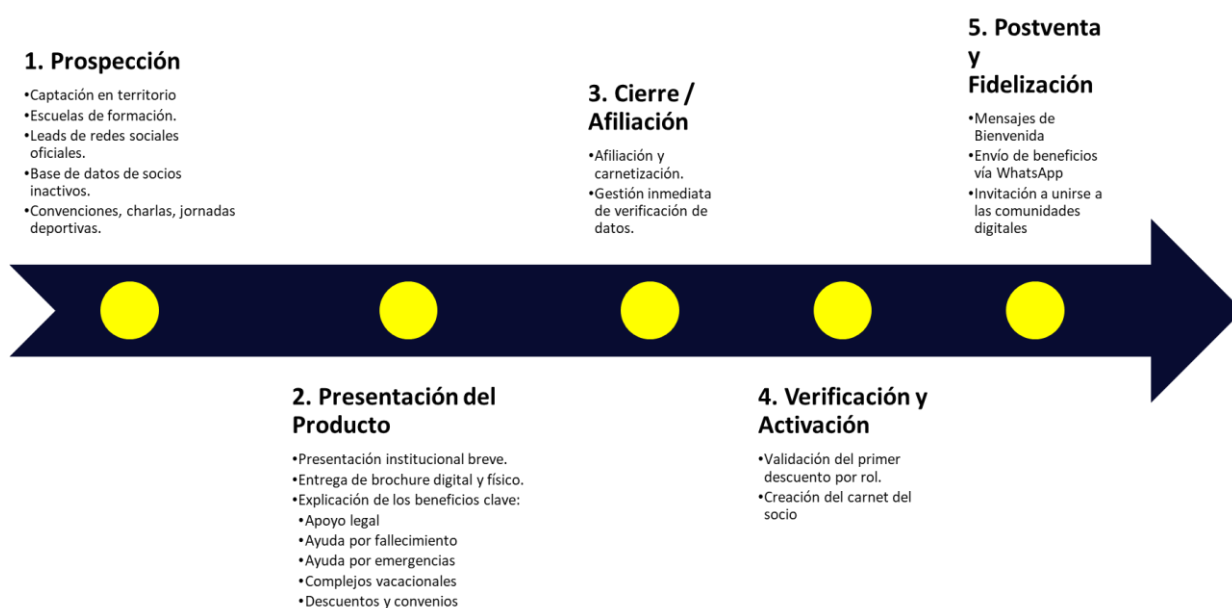 1. Prospección
•Captación en territorio
•Escuelas de formación.
•Leads de redes sociales
oficiales.
•Base de datos de socios
inactivos.
•Convenciones, charlas, jornadas
deportivas.
2. Presentación del
Producto
•Presentación institucional breve.
•Entrega de brochure digital y físico.
•Explicación de los beneficios clave:
•Apoyo legal
•Ayuda por fallecimiento
•Ayuda por emergencias
•Complejos vacacionales
•Descuentos y convenios
3. Cierre /
Afiliación
•Afiliación y
carnetización.
•Gestión inmediata
de verificación de
datos.
4. Verificación y
Activación
•Validación del primer
descuento por rol.
•Creación del carnet del
socio
5. Postventa
y
Fidelización
•Mensajes de
Bienvenida
•Envío de beneficios
vía WhatsApp
•Invitación a unirse a
las comunidades
digitales